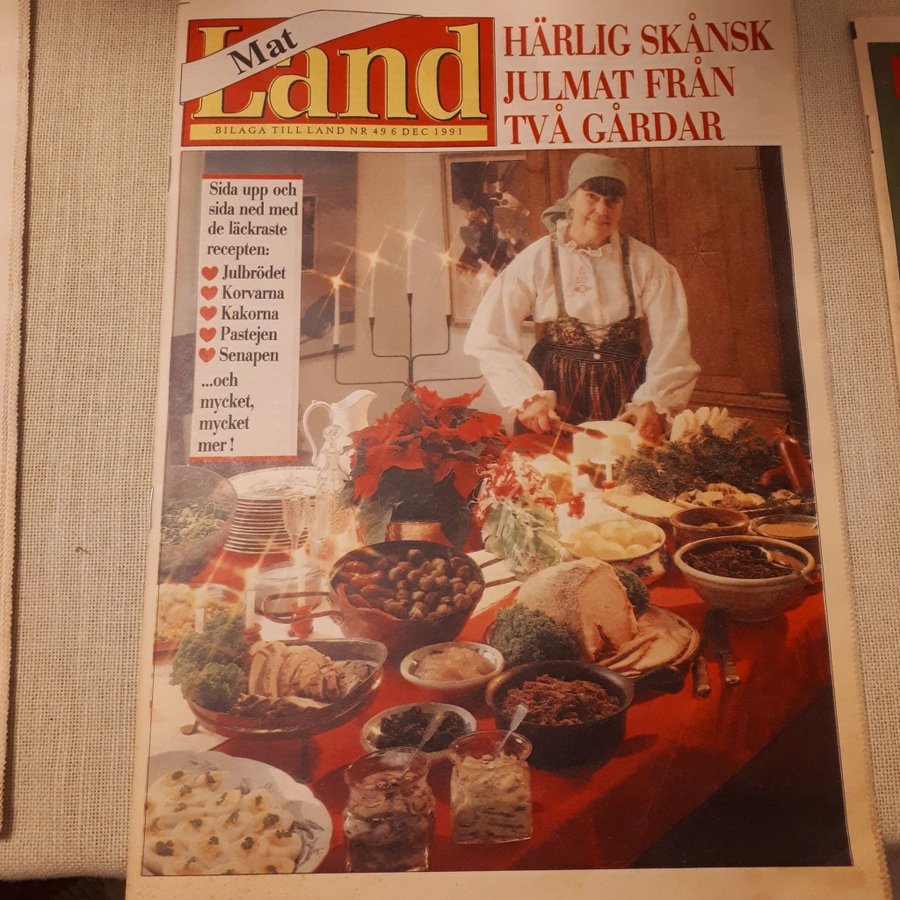 Mat
Land
BILAGA TILL LAND NR 49 6 DEC 1991
HÄRLIG SKÅNSK
JULMAT FRÅN
TVÅ GÅRDAR
Sida upp och
sida ned med
de läckraste
recepten:
Julbrödet
Korvarna
Kakorna
Pastejen
Senapen
...och
mycket,
mycket
mer!